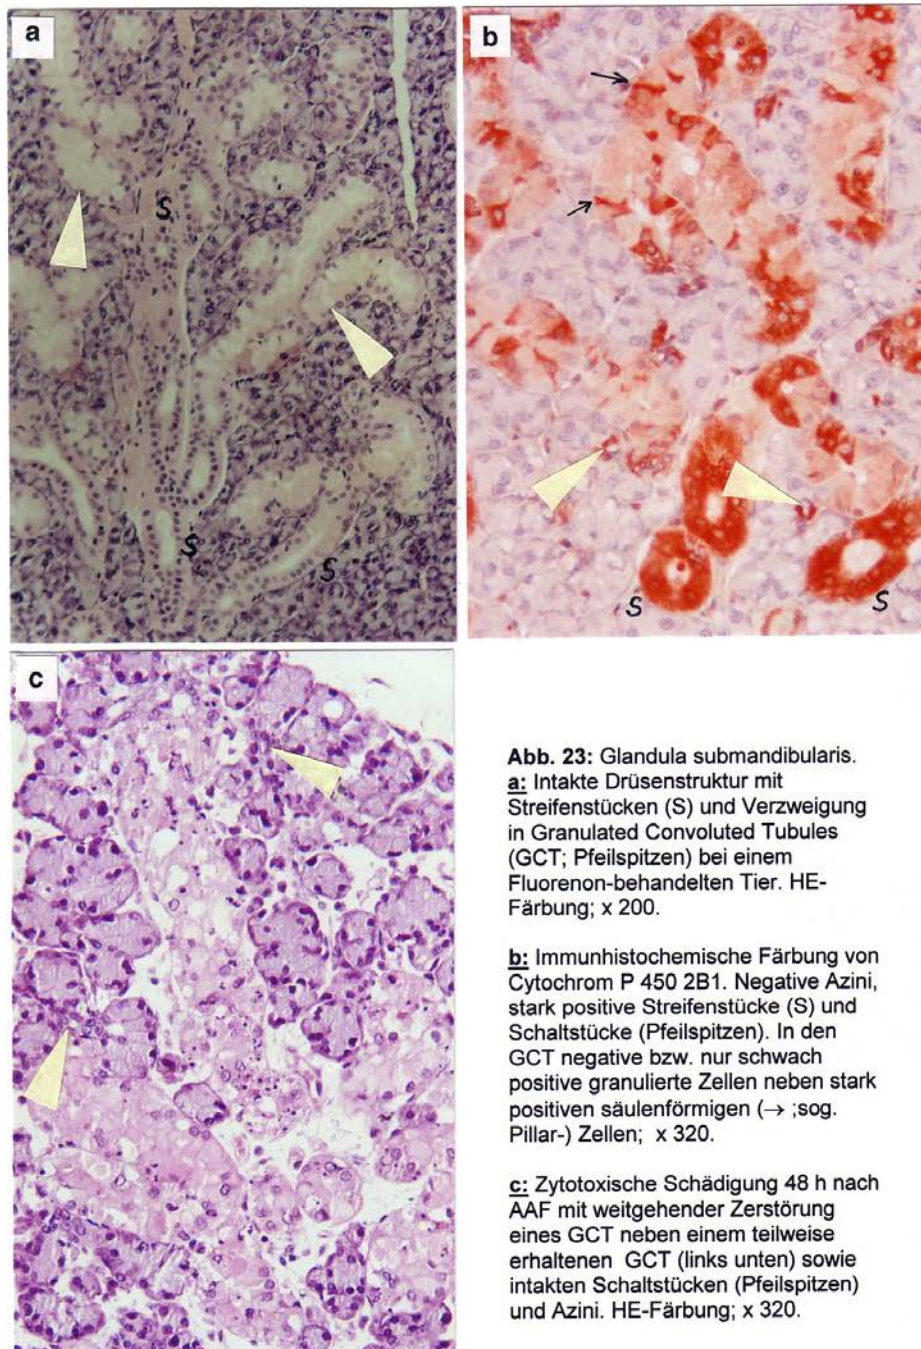 a
S
S
S
b
S
S
c
Abb. 23: Glandula submandibularis.
a: Intakte Drüsenstruktur mit
Streifenstücken (S) und Verzweigung
in Granulated Convoluted Tubules
(GCT; Pfeilspitzen) bei einem
Fluorenon-behandelten Tier. HE-
Färbung; x 200.
b: Immunhistochemische Färbung von
Cytochrom P 450 2B1. Negative Azini,
stark positive Streifenstücke (S) und
Schaltstücke (Pfeilspitzen). In den
GCT negative bzw. nur schwach
positive granulierte Zellen neben stark
positiven säulenförmigen (→ ;sog.
Pillar-) Zellen; x 320.
c: Zytotoxische Schädigung 48 h nach
AAF mit weitgehender Zerstörung
eines GCT neben einem teilweise
erhaltenen GCT (links unten) sowie
intakten Schaltstücken (Pfeilspitzen)
und Azini. HE-Färbung; x 320.